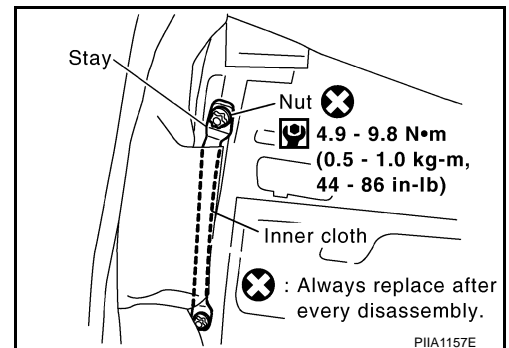 Stay
Nut
4.9 - 9.8 N•m
(0.5 - 1.0 kg-m,
44 - 86 in-lb)
Inner cloth
: Always replace after
every disassembly.
PIIA1157E